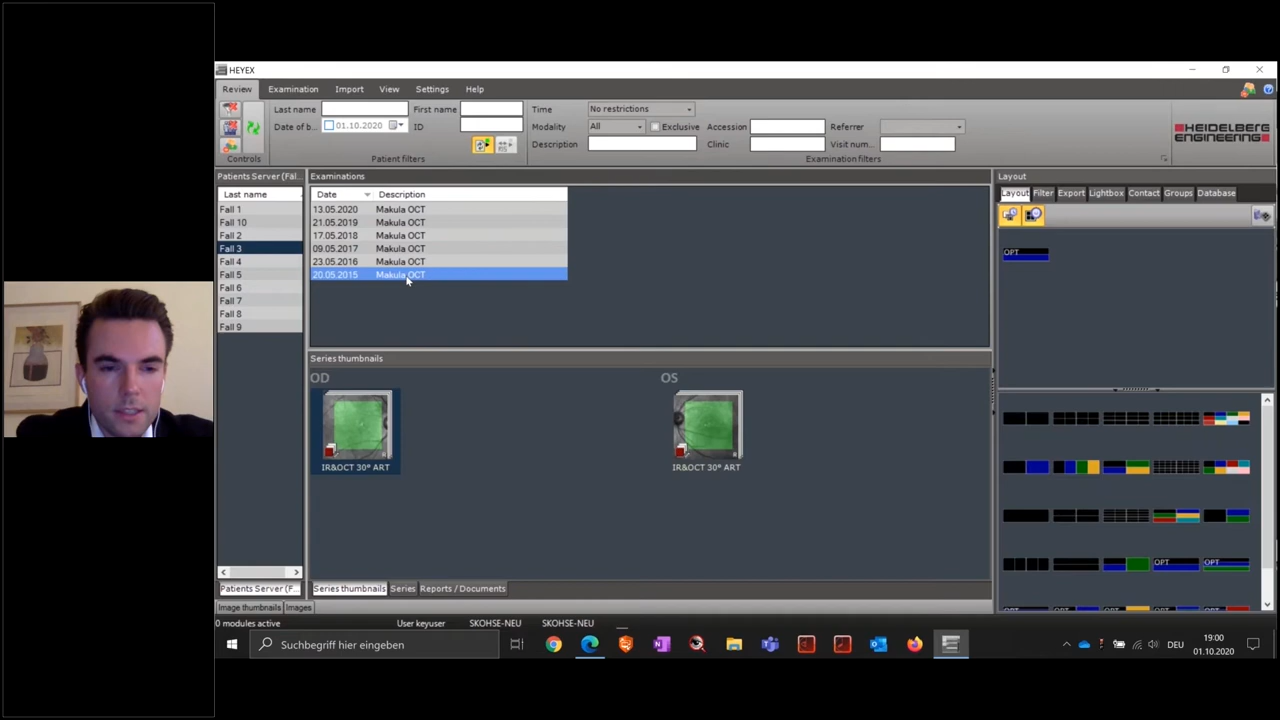 HEYEX
Review Examination Import View Settings Help
Last name First name Time No restrictions
Date of b... 01.10.2020 ID Modality All Exclusive Accession Referrer
Description Clinic Visit num...
Controls Patient filters Examination filters
HEIDELBERG
ENGINEERING
Patients Server (Fäl... Examinations Layout
Last name Date Description Layout Filter Export Lightbox Contact Groups Database
Fall 1 13.05.2020 Makula OCT
Fall 10 21.05.2019 Makula OCT
Fall 2 17.05.2018 Makula OCT
Fall 3 09.05.2017 Makula OCT
Fall 4 23.05.2016 Makula OCT
Fall 5 20.05.2015 Makula OCT
Fall 6
Fall 7
Fall 8
Fall 9
OPT
Series thumbnails
OD OS
IR&OCT 30° ART IR&OCT 30° ART
OPT OPT
Patients Server (F... Series thumbnails Series Reports / Documents
Image thumbnails Images
0 modules active User keyuser SKOHSE-NEU SKOHSE-NEU
Suchbegriff hier eingeben DEU 19:00
01.10.2020